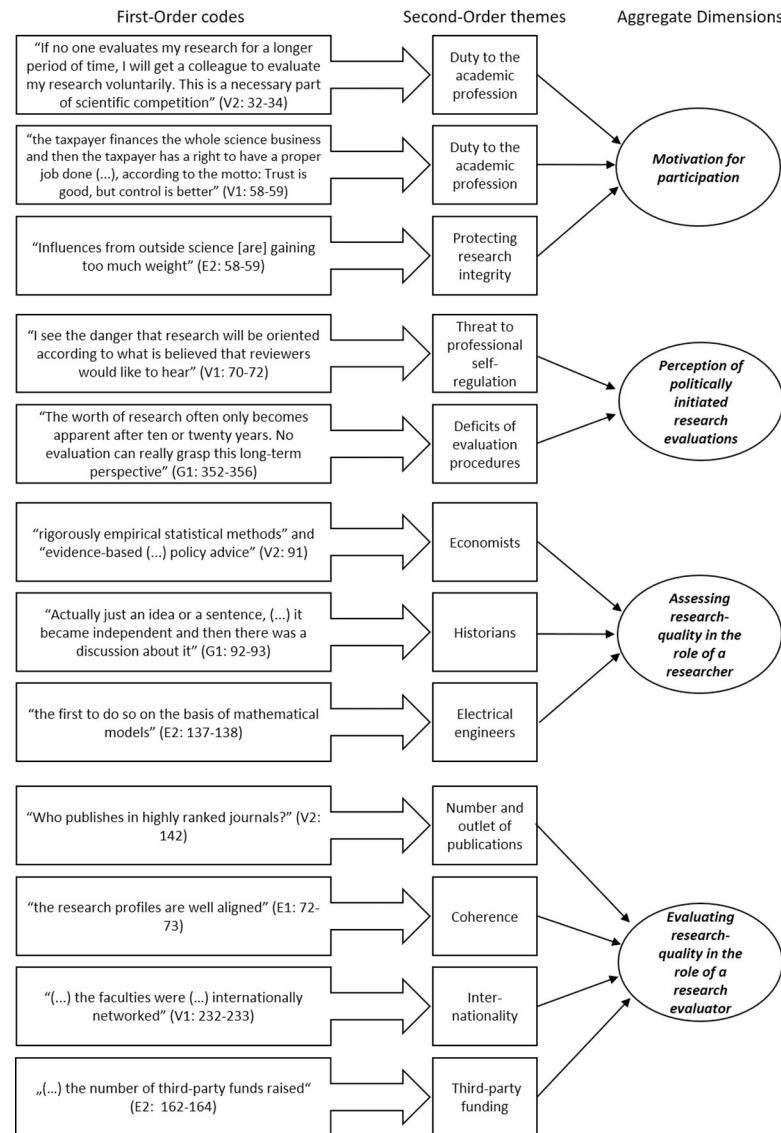 First-Order codes
Second-Order themes
Aggregate Dimensions
“If no one evaluates my research for a longer
period of time, I will get a colleague to evaluate
my research voluntarily. This is a necessary part
of scientific competition” (V2: 32-34)
Duty to the
academic
profession
“the taxpayer finances the whole science business
and then the taxpayer has a right to have a proper
job done (...), according to the motto: Trust is
good, but control is better” (V1: 58-59)
Duty to the
academic
profession
“Influences from outside science [are] gaining
too much weight” (E2: 58-59)
Protecting
research
integrity
Motivation for
participation
“I see the danger that research will be oriented
according to what is believed that reviewers
would like to hear” (V1: 70-72)
Threat to
professional
self-
regulation
“The worth of research often only becomes
apparent after ten or twenty years. No
evaluation can really grasp this long-term
perspective” (G1: 352-356)
Deficits of
evaluation
procedures
Perception of
politically
initiated
research
evaluations
“rigorously empirical statistical methods” and
“evidence-based (...) policy advice” (V2: 91)
Economists
“Actually just an idea or a sentence, (...) it
became independent and then there was a
discussion about it” (G1: 92-93)
Historians
“the first to do so on the basis of mathematical
models” (E2: 137-138)
Electrical
engineers
Assessing
research-
quality in the
role of a
researcher
“Who publishes in highly ranked journals?” (V2:
142)
Number and
outlet of
publications
“the research profiles are well aligned” (E1: 72-
73)
Coherence
“(...) the faculties were (...) internationally
networked” (V1: 232-233)
Inter-
nationality
„(...) the number of third-party funds raised“
(E2:  162-164)
Third-party
funding
Evaluating
research-
quality in the
role of a
research
evaluator